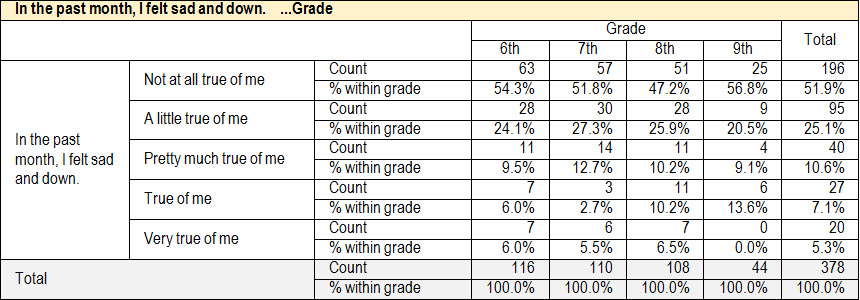 In the past month, I felt sad and down. ...Grade
Grade
6th 7th 8th 9th Total
In the past month, I felt sad and down.
Not at all true of me Count 63 57 51 25 196
% within grade 54.3% 51.8% 47.2% 56.8% 51.9%
A little true of me Count 28 30 28 9 95
% within grade 24.1% 27.3% 25.9% 20.5% 25.1%
Pretty much true of me Count 11 14 11 4 40
% within grade 9.5% 12.7% 10.2% 9.1% 10.6%
True of me Count 7 3 11 6 27
% within grade 6.0% 2.7% 10.2% 13.6% 7.1%
Very true of me Count 7 6 7 0 20
% within grade 6.0% 5.5% 6.5% 0.0% 5.3%
Total Count 116 110 108 44 378
% within grade 100.0% 100.0% 100.0% 100.0% 100.0%